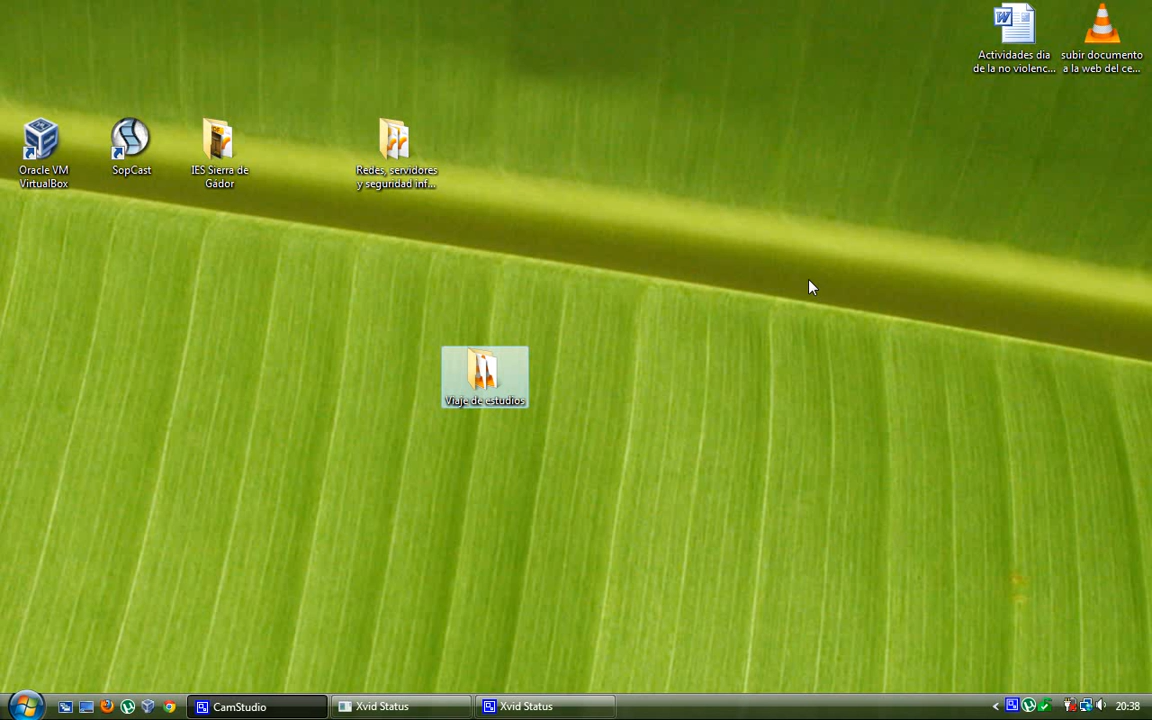 Actividades dia
de la no violenc...
subir documento
a la web del ce...
Oracle VM
VirtualBox
SopCast
IES Sierra de
Gádor
Redes, servidores
y seguridad inf...
Viaje de estudios
CamStudio
Xvid Status
Xvid Status
20:38